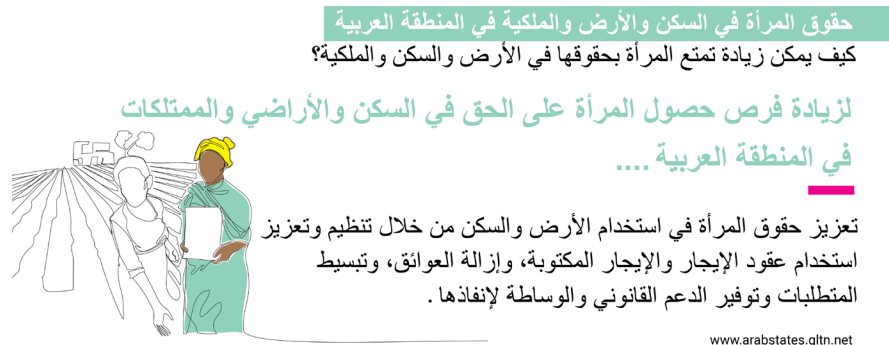 حقوق المرأة في السكن والأرض والملكية في المنطقة العربية
كيف يمكن زيادة تمتع المرأة بحقوقها في الأرض والسكن والملكية؟
لزيادة فرص حصول المرأة على الحق في السكن والأراضي والممتلكات
في المنطقة العربية ....
تعزيز حقوق المرأة في استخدام الأرض والسكن من خلال تنظيم وتعزيز
استخدام عقود الإيجار والإيجار المكتوبة، وإزالة العوائق، وتبسيط
المتطلبات وتوفير الدعم القانوني والوساطة لإنفاذها .
www.arabstates.gltn.net